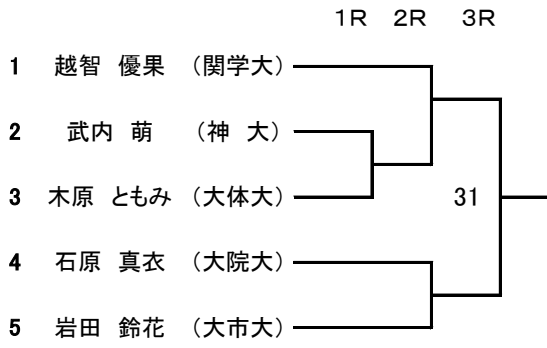 1R 2R 3R
1 越智 優果 (関学大)
2 武内 萌 (神 大)
3 木原 ともみ (大体大)
31
4 石原 真衣 (大院大)
5 岩田 鈴花 (大市大)